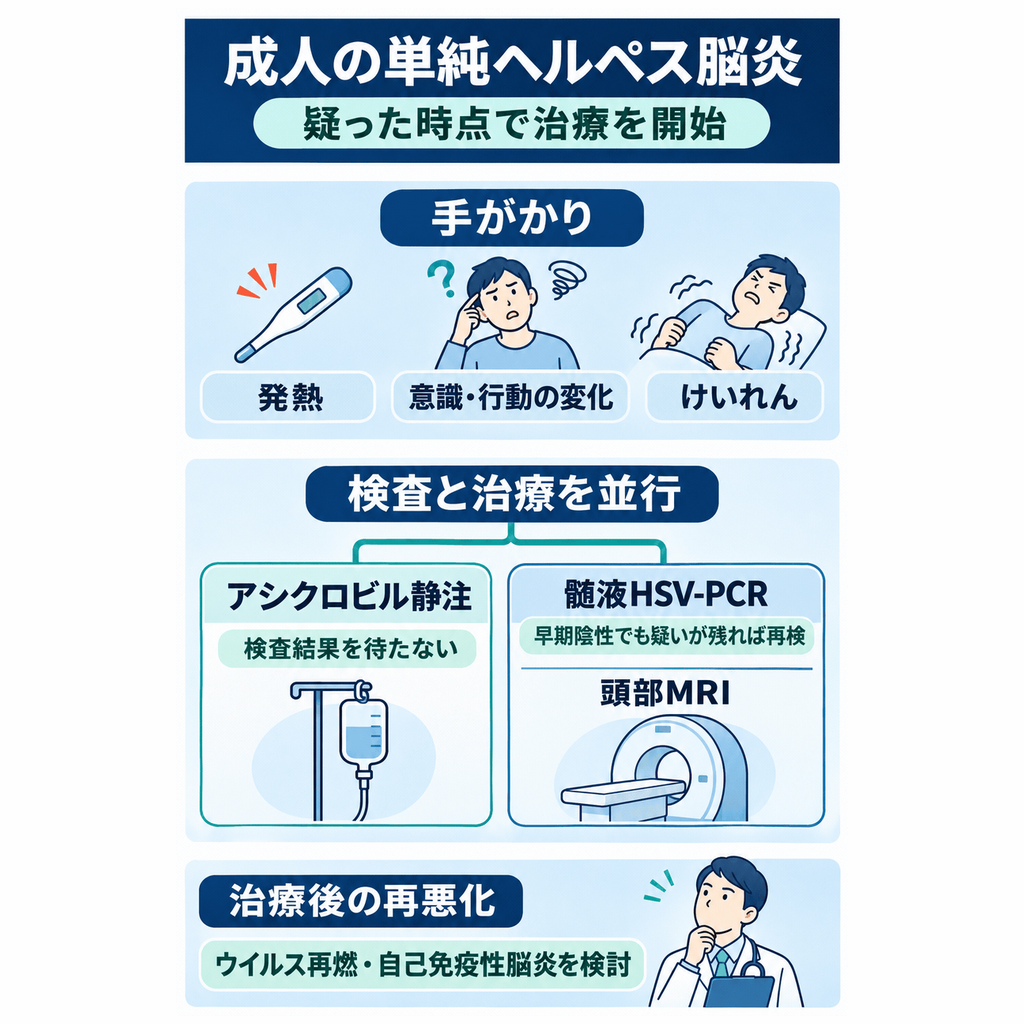 成人の単純ヘルペス脳炎
疑った時点で治療を開始
手がかり
?
発熱
意識・行動の変化
けいれん
検査と治療を並行
アシクロビル静注
検査結果を待たない
髄液HSV-PCR
早期陰性でも疑いが残れば再検
頭部MRI
治療後の再悪化
ウイルス再燃・自己免疫性脳炎を検討